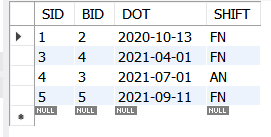 SID BID DOT SHIFT
1 2 2020-10-13 FN
3 4 2021-04-01 FN
4 3 2021-07-01 AN
5 5 2021-09-11 FN
NULL NULL NULL NULL